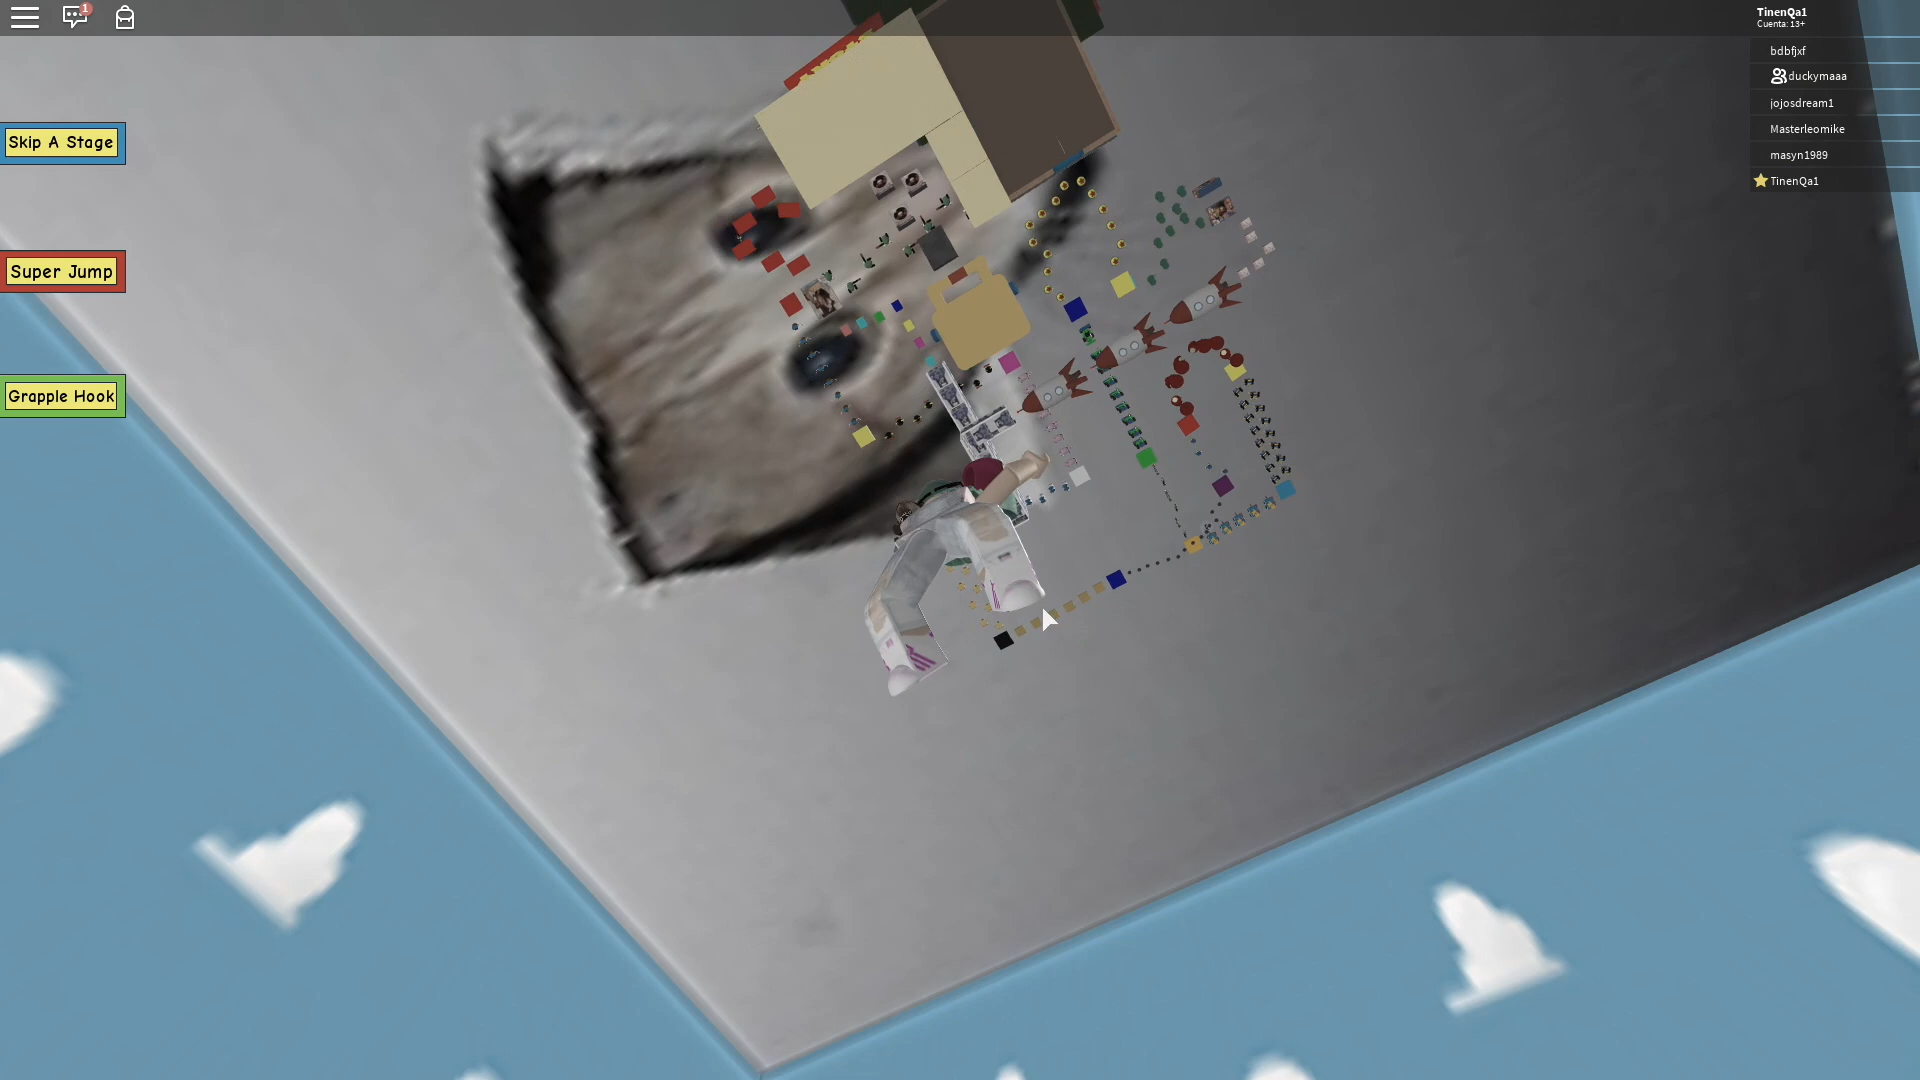 1
TinenQa1
Cuenta: 13+
bdbfjxf
duckymaaa
jojosdream1
Masterleomike
masyn1989
TinenQa1
Skip A Stage
Super Jump
Grapple Hook